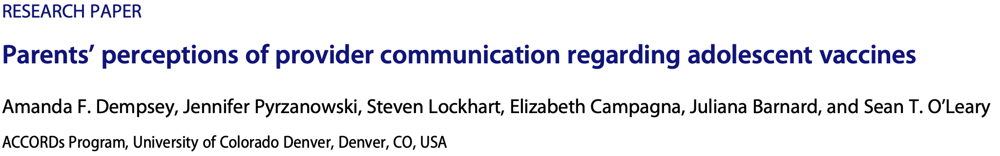 RESEARCH PAPER
Parents’ perceptions of provider communication regarding adolescent vaccines
Amanda F. Dempsey, Jennifer Pyrzanowski, Steven Lockhart, Elizabeth Campagna, Juliana Barnard, and Sean T. O’Leary
ACCORDs Program, University of Colorado Denver, Denver, CO, USA